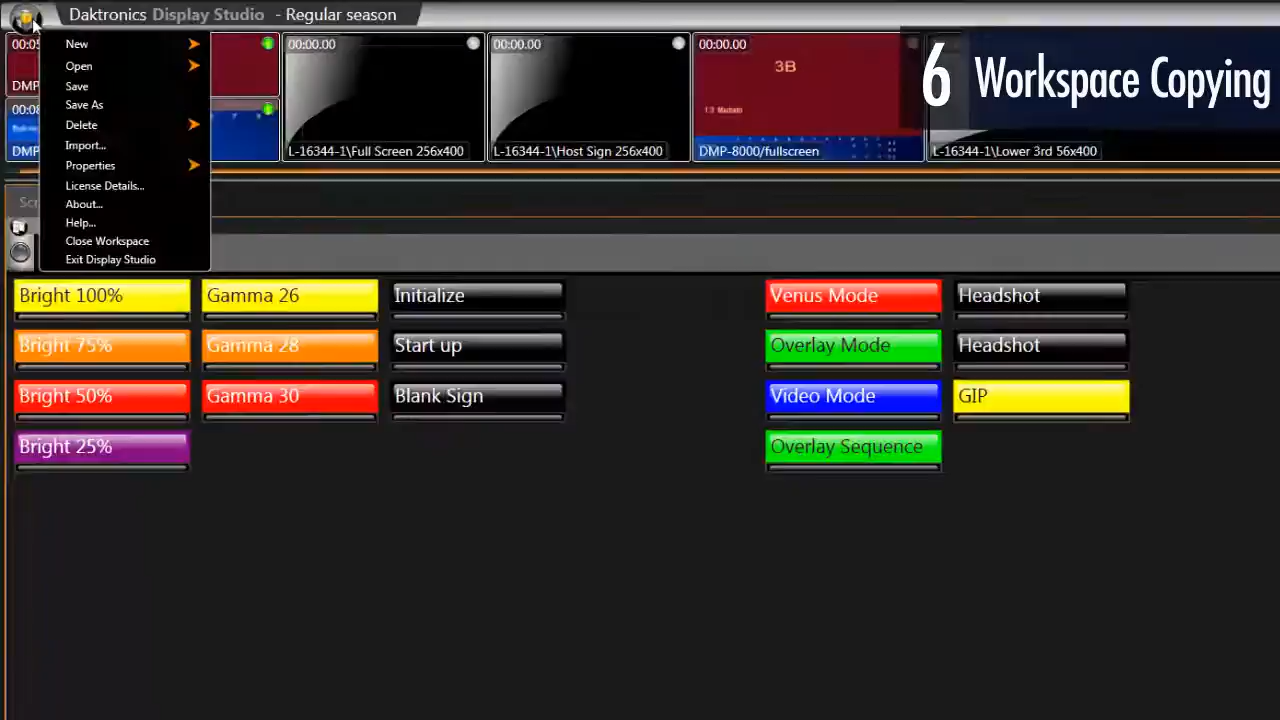 Daktronics Display Studio - Regular season
6 Workspace Copying
New
Open
Save
Save As
Delete
Import...
Properties
License Details...
About...
Help...
Close Workspace
Exit Display Studio
DMP
DMP
00:00.00
L-16344-1\Full Screen 256x400
00:00.00
L-16344-1\Host Sign 256x400
00:00.00
3B
DMP-8000/fullscreen
L-16344-1\Lower 3rd 56x400
Bright 100%
Gamma 26
Initialize
Venus Mode
Headshot
Bright 75%
Gamma 28
Start up
Overlay Mode
Headshot
Bright 50%
Gamma 30
Blank Sign
Video Mode
GIP
Bright 25%
Overlay Sequence